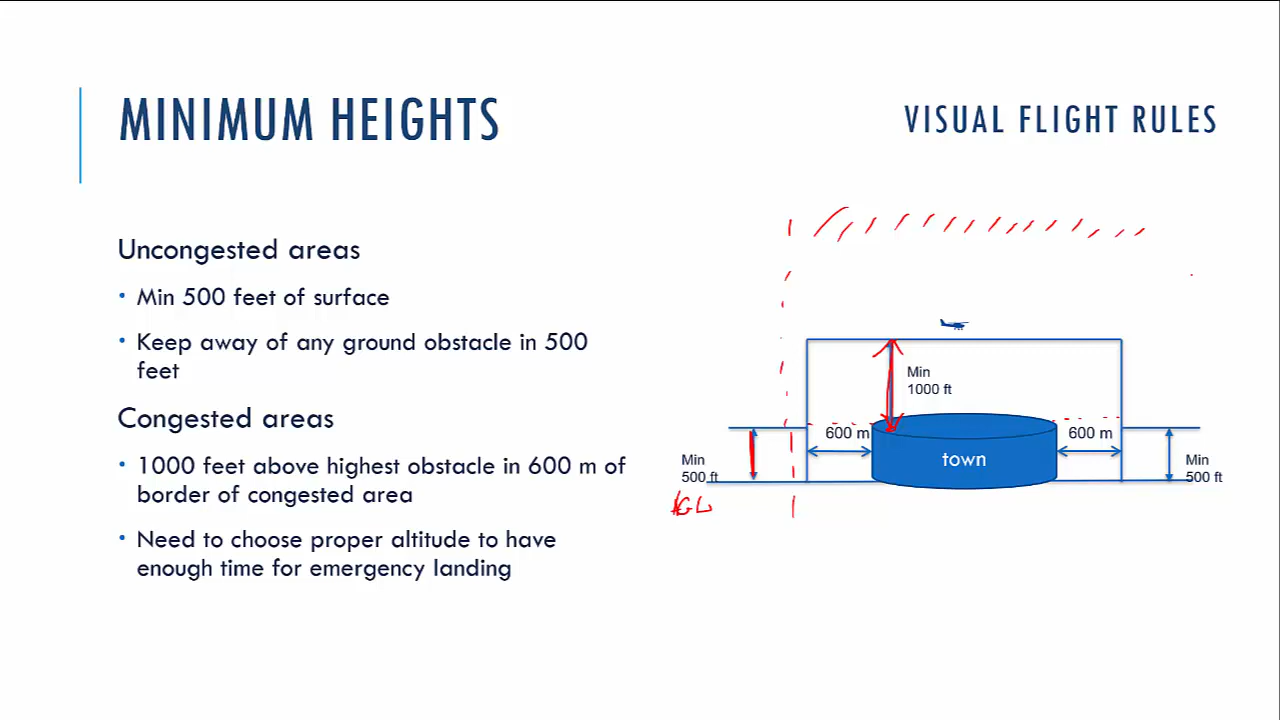 MINIMUM HEIGHTS
VISUAL FLIGHT RULES
Uncongested areas
• Min 500 feet of surface
• Keep away of any ground obstacle in 500
feet
Congested areas
• 1000 feet above highest obstacle in 600 m of
border of congested area
• Need to choose proper altitude to have
enough time for emergency landing
Min
1000 ft
600 m
600 m
town
Min
500 ft
Min
500 ft
AGL